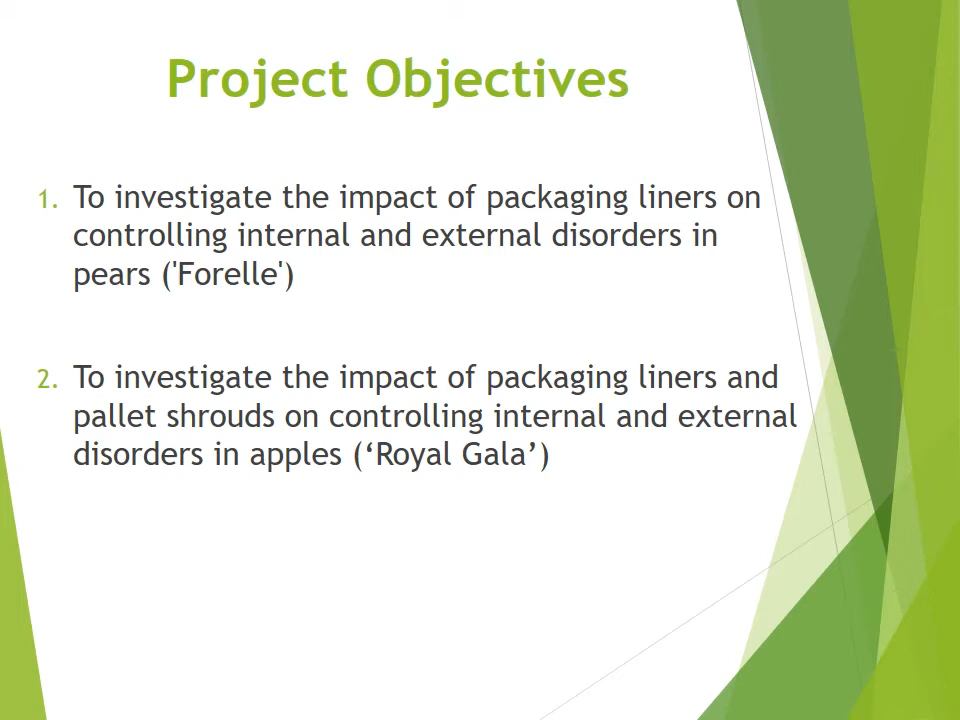 Project Objectives
1. To investigate the impact of packaging liners on
controlling internal and external disorders in
pears ('Forelle')
2. To investigate the impact of packaging liners and
pallet shrouds on controlling internal and external
disorders in apples (‘Royal Gala’)